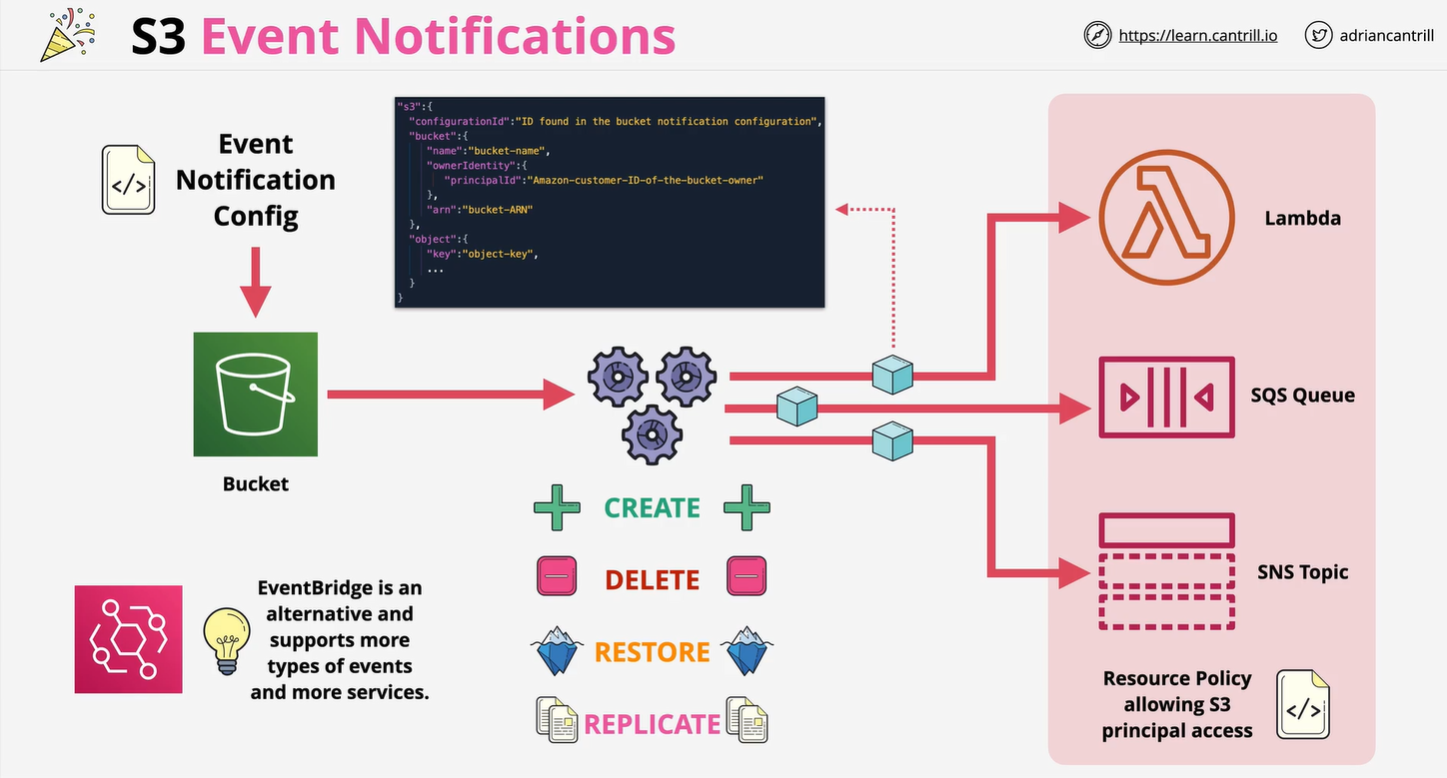 S3 Event Notifications
https://learn.cantrill.io
adriancantrill
Event
Notification
Config
"s3":{
"configurationId":"ID found in the bucket notification configuration",
"bucket":{
"name":"bucket-name",
"ownerIdentity":{
"principalId":"Amazon-customer-ID-of-the-bucket-owner"
},
"arn":"bucket-ARN"
},
"object":{
"key":"object-key",
...
}
}
</>
Bucket
CREATE
DELETE
RESTORE
REPLICATE
EventBridge is an
alternative and
supports more
types of events
and more services.
Lambda
SQS Queue
SNS Topic
Resource Policy
allowing S3
principal access
</>